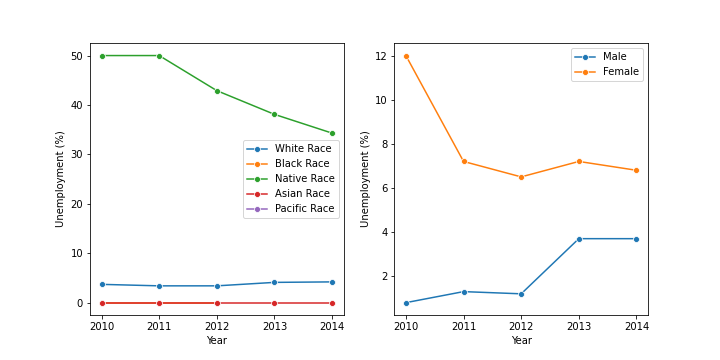 50
40
30
20
10
0
Unemployment (%)
2010 2011 2012 2013 2014
Year
White Race
Black Race
Native Race
Asian Race
Pacific Race
12
10
8
6
4
2
Unemployment (%)
2010 2011 2012 2013 2014
Year
Male
Female